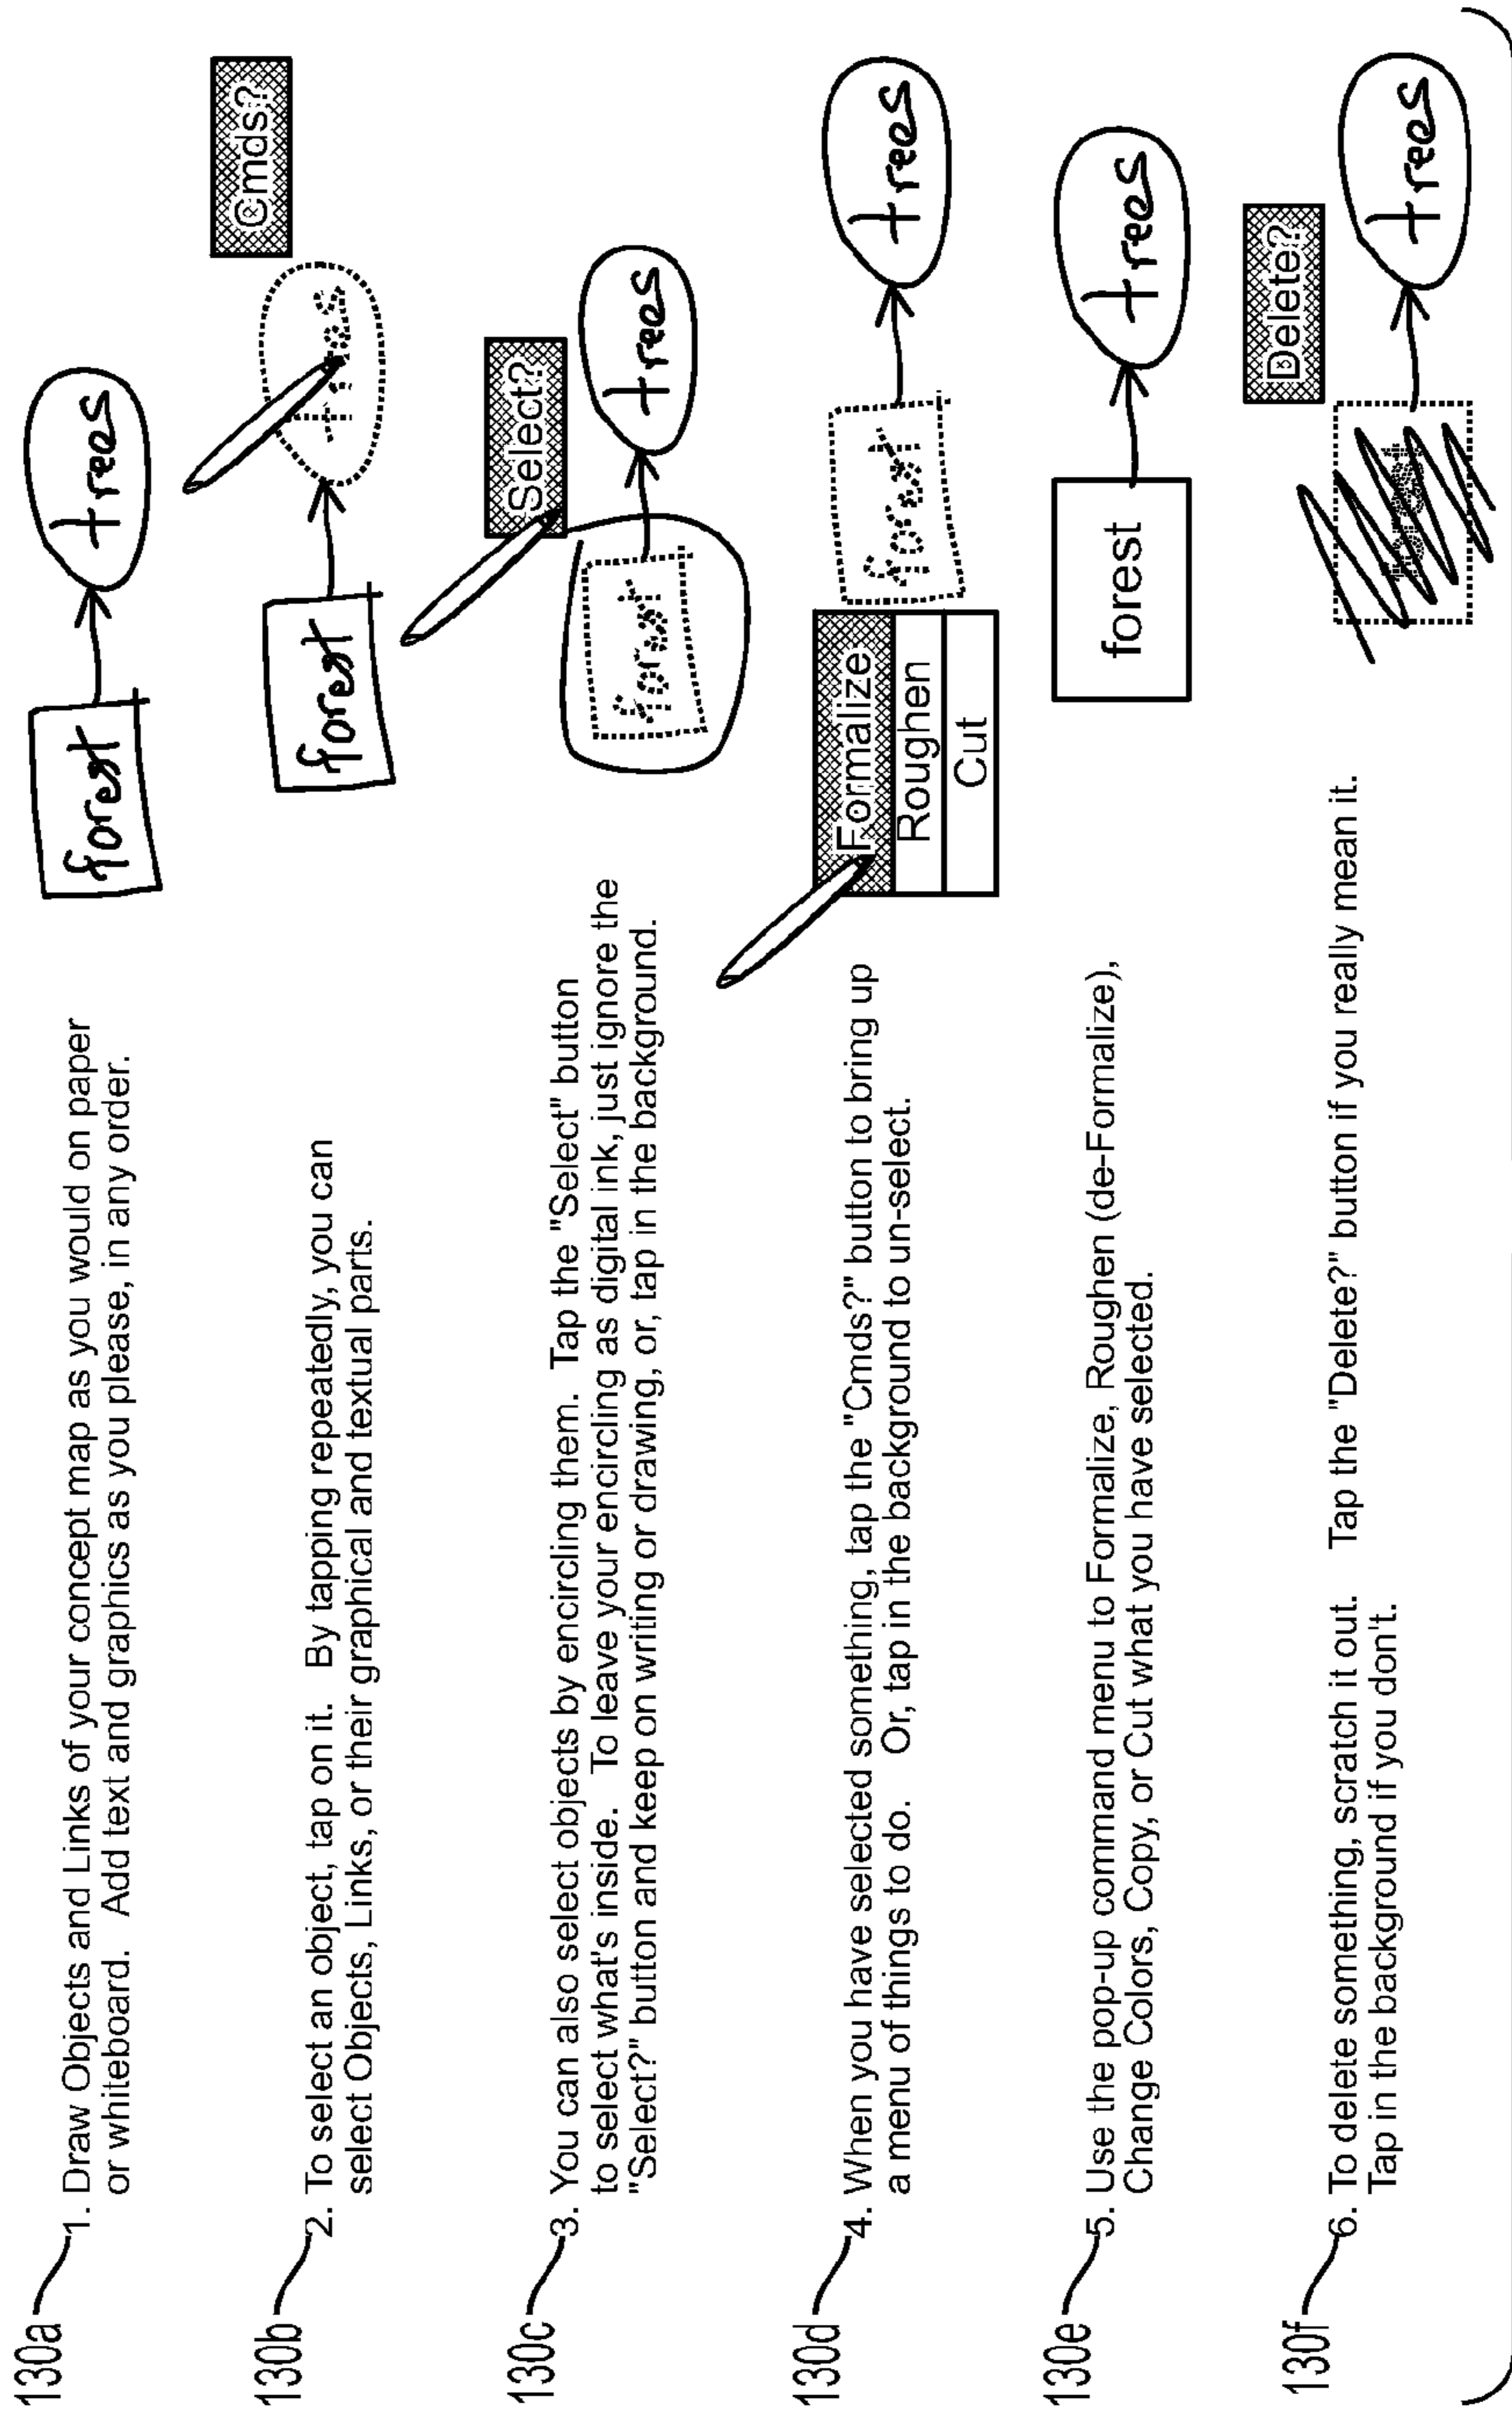 130a
1. Draw Objects and Links of your concept map as you would on paper
or whiteboard. Add text and graphics as you please, in any order.
forest
trees
130b
2. To select an object, tap on it. By tapping repeatedly, you can
select Objects, Links, or their graphical and textual parts.
forest
trees
Cmds?
130c
3. You can also select objects by encircling them. Tap the "Select" button
to select what's inside. To leave your encircling as digital ink, just ignore the
"Select?" button and keep on writing or drawing, or, tap in the background.
Select?
forest
trees
130d
4. When you have selected something, tap the "Cmds?" button to bring up
a menu of things to do. Or, tap in the background to un-select.
Formalize
Roughen
Cut
forest
trees
130e
5. Use the pop-up command menu to Formalize, Roughen (de-Formalize),
Change Colors, Copy, or Cut what you have selected.
forest
trees
130f
6. To delete something, scratch it out. Tap the "Delete?" button if you really mean it.
Tap in the background if you don't.
Delete?
trees